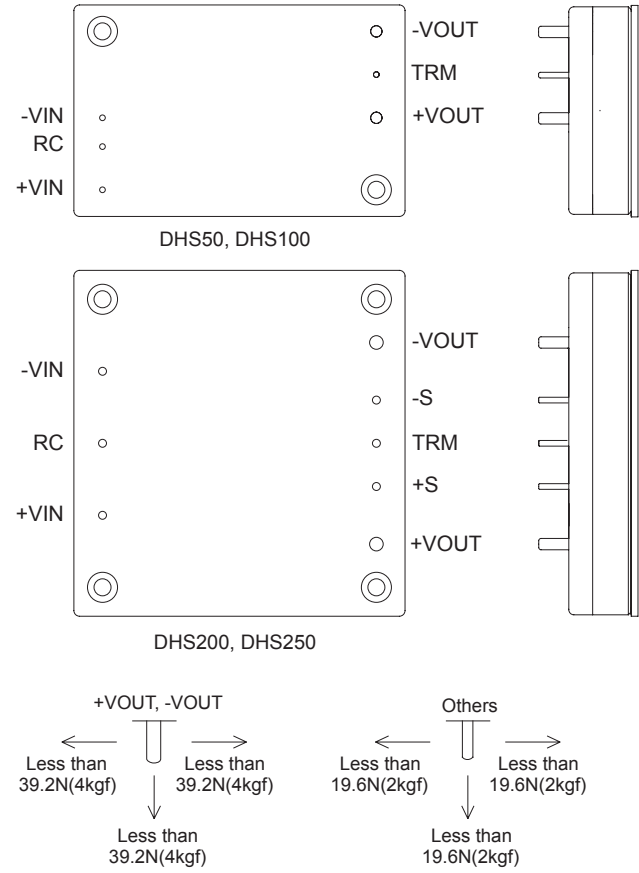 -VOUT
TRM
+VOUT
-VIN
RC
+VIN
DHS50, DHS100
-VOUT
-VIN
-S
RC
TRM
+S
+VIN
+VOUT
DHS200, DHS250
+VOUT, -VOUT
Less than
39.2N(4kgf)
Less than
39.2N(4kgf)
Less than
39.2N(4kgf)
Others
Less than
19.6N(2kgf)
Less than
19.6N(2kgf)
Less than
19.6N(2kgf)